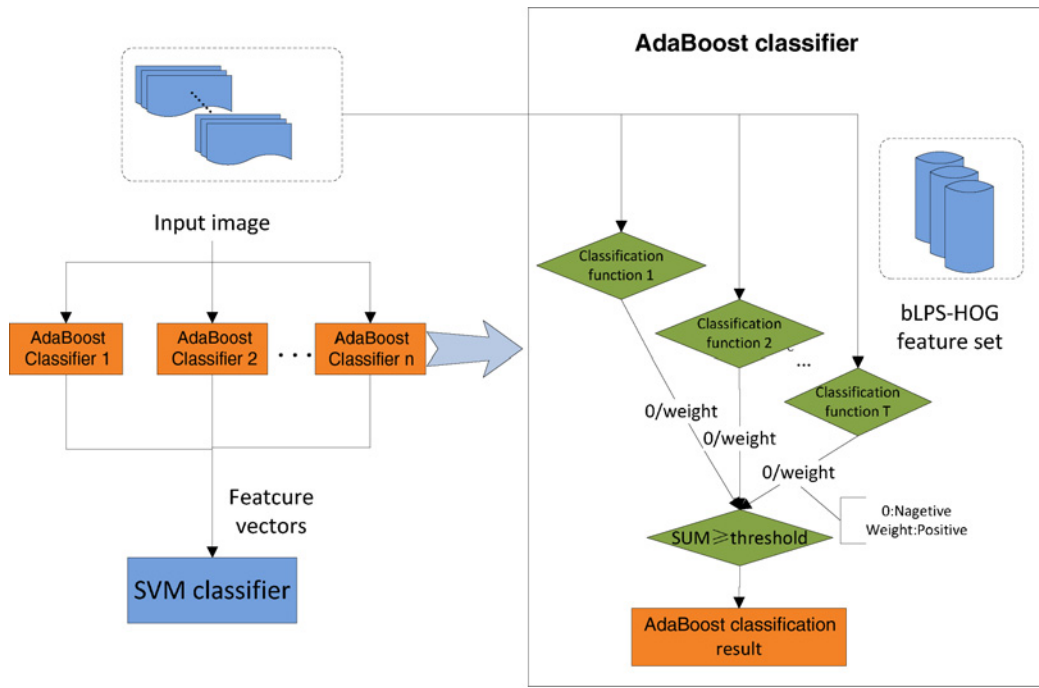 AdaBoost classifier
Input image
AdaBoost
Classifier 1
AdaBoost
Classifier 2
...
AdaBoost
Classifier n
Featcure
vectors
SVM classifier
Classification
function 1
Classification
function 2
...
Classification
function T
bLPS-HOG
feature set
0/weight
0/weight
0/weight
0:Nagetive
Weight:Positive
SUM≥threshold
AdaBoost classification
result